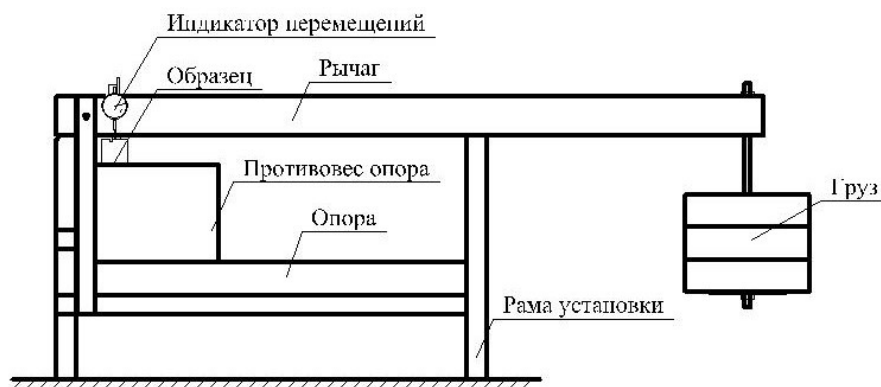 Индикатор перемещений
Образец
Рычаг
Противовес опора
Груз
Опора
Рама установки